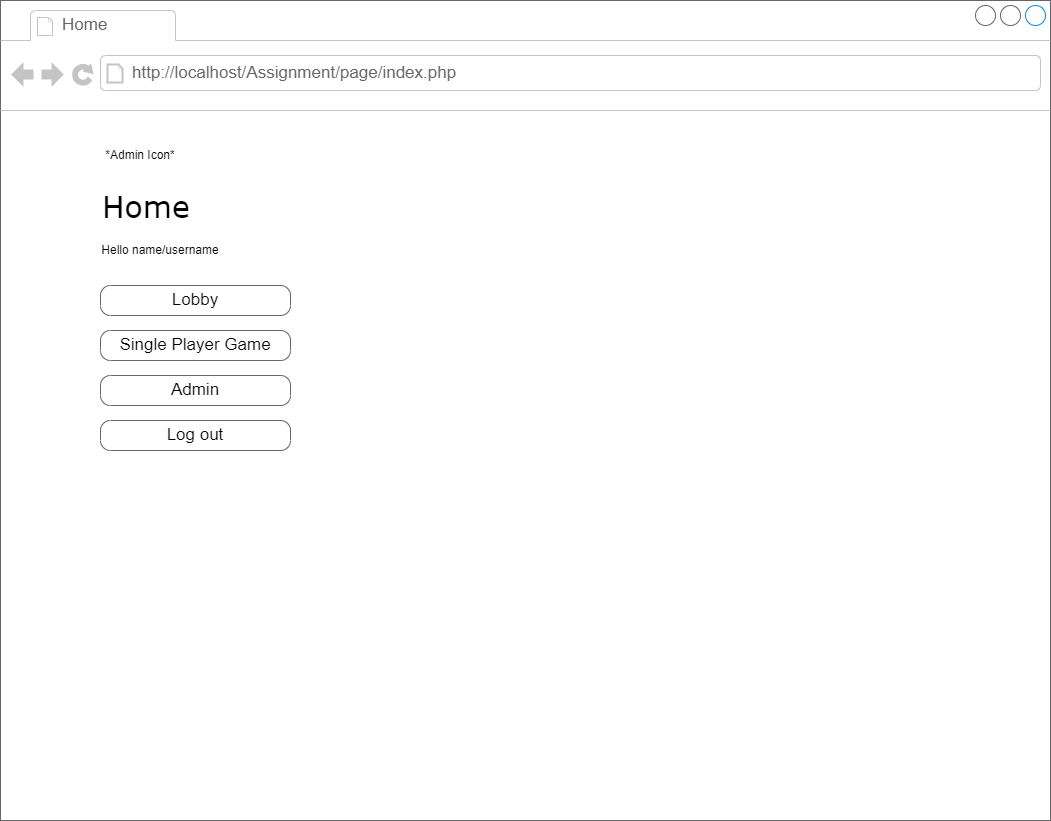 Home
http://localhost/Assignment/page/index.php
*Admin Icon*
Home
Hello name/username
Lobby
Single Player Game
Admin
Log out